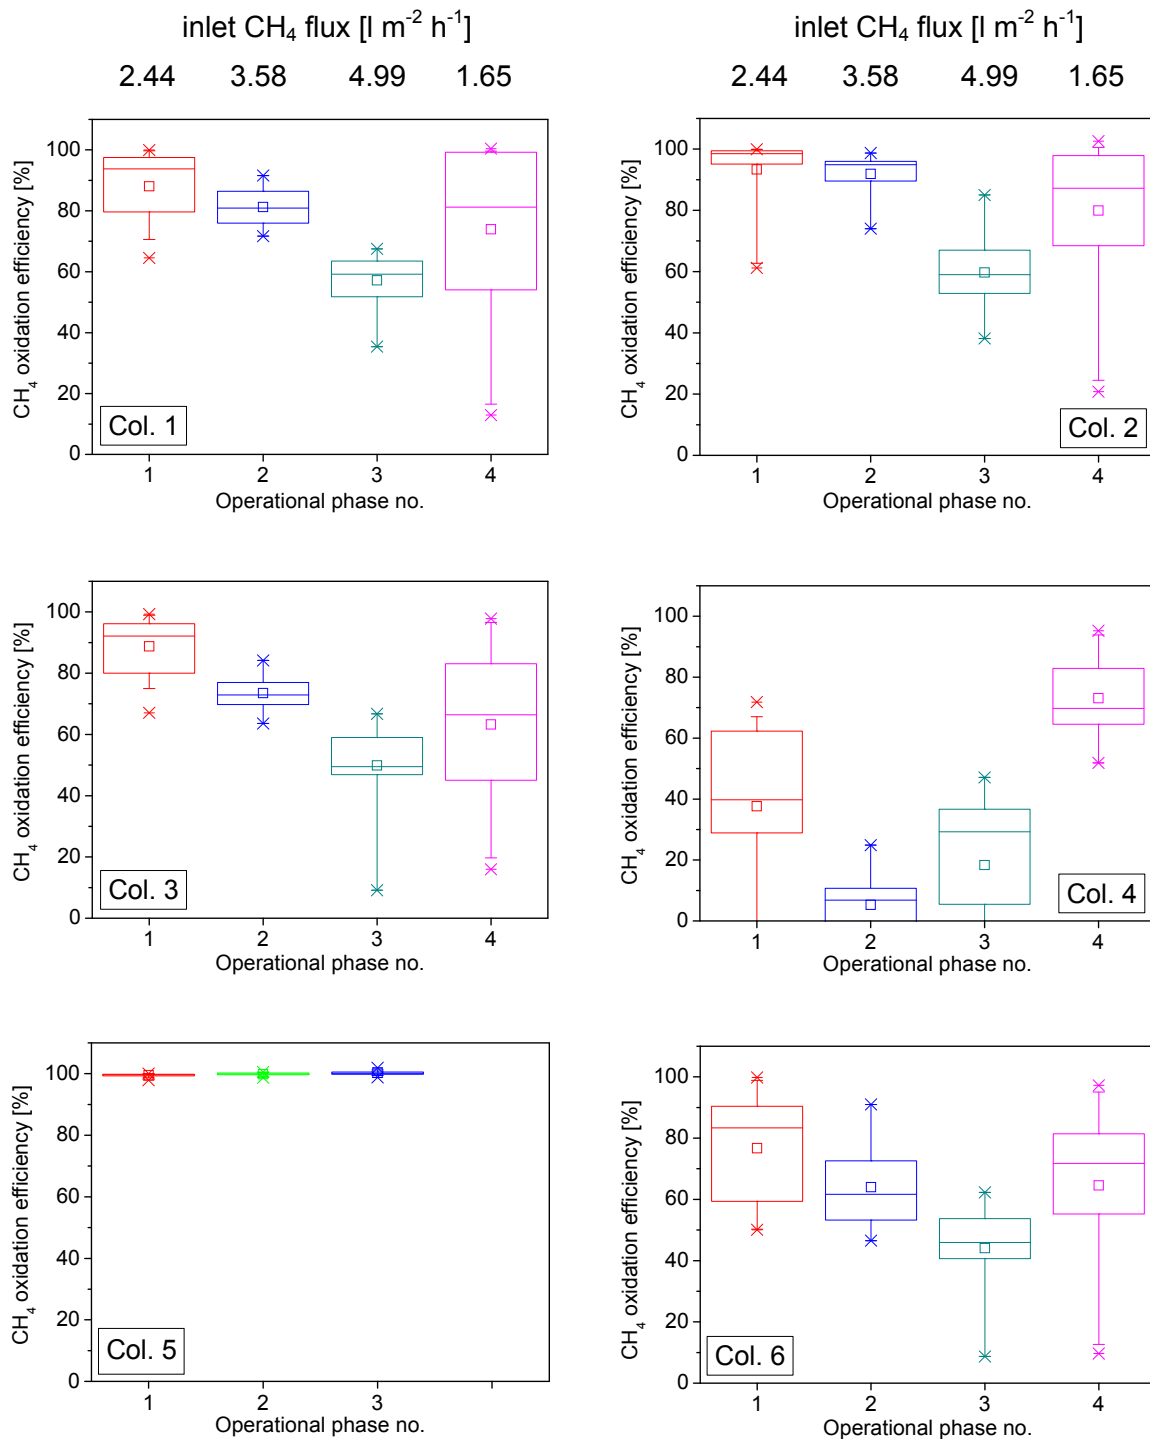 inlet CH₄ flux [l m⁻² h⁻¹]
2.44 3.58 4.99 1.65
CH₄ oxidation efficiency [%]
100
80
60
40
20
0
Col. 1
1 2 3 4
Operational phase no.
inlet CH₄ flux [l m⁻² h⁻¹]
2.44 3.58 4.99 1.65
CH₄ oxidation efficiency [%]
100
80
60
40
20
0
Col. 2
1 2 3 4
Operational phase no.
CH₄ oxidation efficiency [%]
100
80
60
40
20
0
Col. 3
1 2 3 4
Operational phase no.
CH₄ oxidation efficiency [%]
100
80
60
40
20
0
Col. 4
1 2 3 4
Operational phase no.
CH₄ oxidation efficiency [%]
100
80
60
40
20
0
Col. 5
1 2 3
Operational phase no.
CH₄ oxidation efficiency [%]
100
80
60
40
20
0
Col. 6
1 2 3 4
Operational phase no.